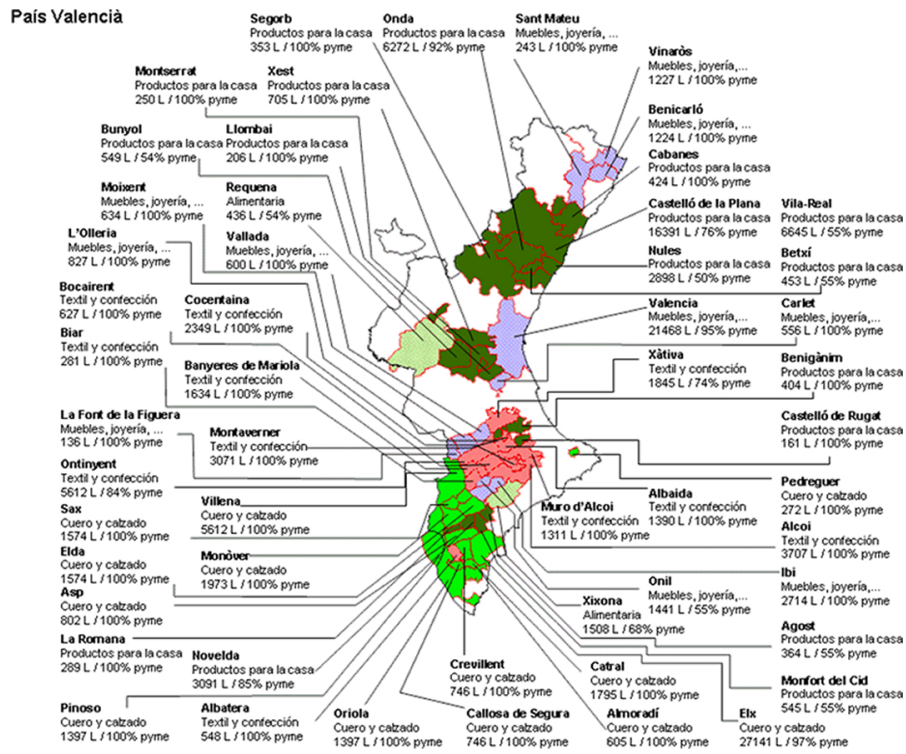 País Valencià
Segorb
Productos para la casa
353 L / 100% pyme
Onda
Productos para la casa
6272 L / 92% pyme
Sant Mateu
Muebles, joyería, ...
243 L / 100% pyme
Vinaròs
Muebles, joyería,...
1227 L / 100% pyme
Montserrat
Productos para la casa
250 L / 100% pyme
Xest
Productos para la casa
705 L / 100% pyme
Benicarló
Muebles, joyería, ...
1224 L / 100% pyme
Bunyol
Productos para la casa
549 L / 54% pyme
Llombai
Productos para la casa
206 L / 100% pyme
Cabanes
Productos para la casa
424 L / 100% pyme
Moixent
Muebles, joyería, ...
634 L / 100% pyme
Requena
Alimentaria
436 L / 54% pyme
Castelló de la Plana
Productos para la casa
16391 L / 76% pyme
Vila-Real
Productos para la casa
6645 L / 55% pyme
L'Olleria
Muebles, joyería, ...
827 L / 100% pyme
Vallada
Muebles, joyería, ...
600 L / 100% pyme
Nules
Productos para la casa
2898 L / 50% pyme
Betxí
Productos para la casa
453 L / 55% pyme
Bocairent
Textil y confección
627 L / 100% pyme
Cocentaina
Textil y confección
2349 L / 100% pyme
Valencia
Muebles, joyería,...
21468 L / 95% pyme
Carlet
Muebles, joyería, ...
556 L / 100% pyme
Biar
Textil y confección
281 L / 100% pyme
Banyeres de Mariola
Textil y confección
1634 L / 100% pyme
Xàtiva
Textil y confección
1845 L / 74% pyme
Benigànim
Productos para la casa
404 L / 100% pyme
La Font de la Figuera
Muebles, joyería, ...
136 L / 100% pyme
Montaverner
Textil y confección
3071 L / 100% pyme
Castelló de Rugat
Productos para la casa
161 L / 100% pyme
Ontinyent
Textil y confección
5612 L / 84% pyme
Villena
Cuero y calzado
5612 L / 100% pyme
Muro d'Alcoi
Textil y confección
1311 L / 100% pyme
Albaida
Textil y confección
1390 L / 100% pyme
Pedreguer
Cuero y calzado
272 L / 100% pyme
Sax
Cuero y calzado
1574 L / 100% pyme
Alcoi
Textil y confección
3707 L / 100% pyme
Elda
Cuero y calzado
1574 L / 100% pyme
Monòver
Cuero y calzado
1973 L / 100% pyme
Onil
Muebles, joyería,...
1441 L / 55% pyme
Ibi
Muebles, joyería,...
2714 L / 100% pyme
Asp
Cuero y calzado
802 L / 100% pyme
Xixona
Alimentaria
1508 L / 68% pyme
Agost
Productos para la casa
364 L / 55% pyme
La Romana
Productos para la casa
289 L / 100% pyme
Novelda
Productos para la casa
3091 L / 85% pyme
Crevillent
Cuero y calzado
746 L / 100% pyme
Catral
Cuero y calzado
1795 L / 100% pyme
Monfort del Cid
Productos para la casa
545 L / 55% pyme
Pinoso
Cuero y calzado
1397 L / 100% pyme
Albatera
Textil y confección
548 L / 100% pyme
Oriola
Cuero y calzado
1397 L / 100% pyme
Callosa de Segura
Cuero y calzado
746 L / 100% pyme
Almoradí
Cuero y calzado
605 L / 100% pyme
Elx
Cuero y calzado
27141 L / 97% pyme